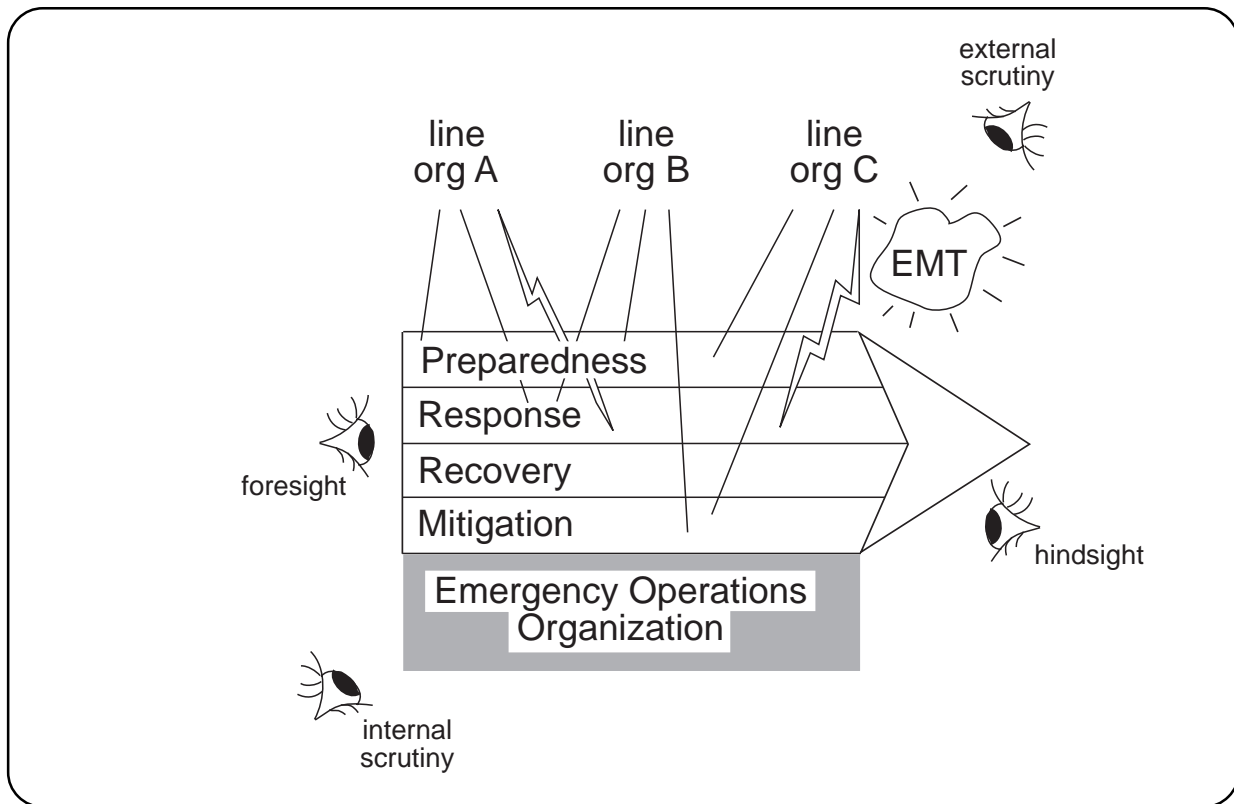 external
scrutiny
line
org A
line
org B
line
org C
EMT
Preparedness
Response
Recovery
Mitigation
foresight
hindsight
Emergency Operations
Organization
internal
scrutiny